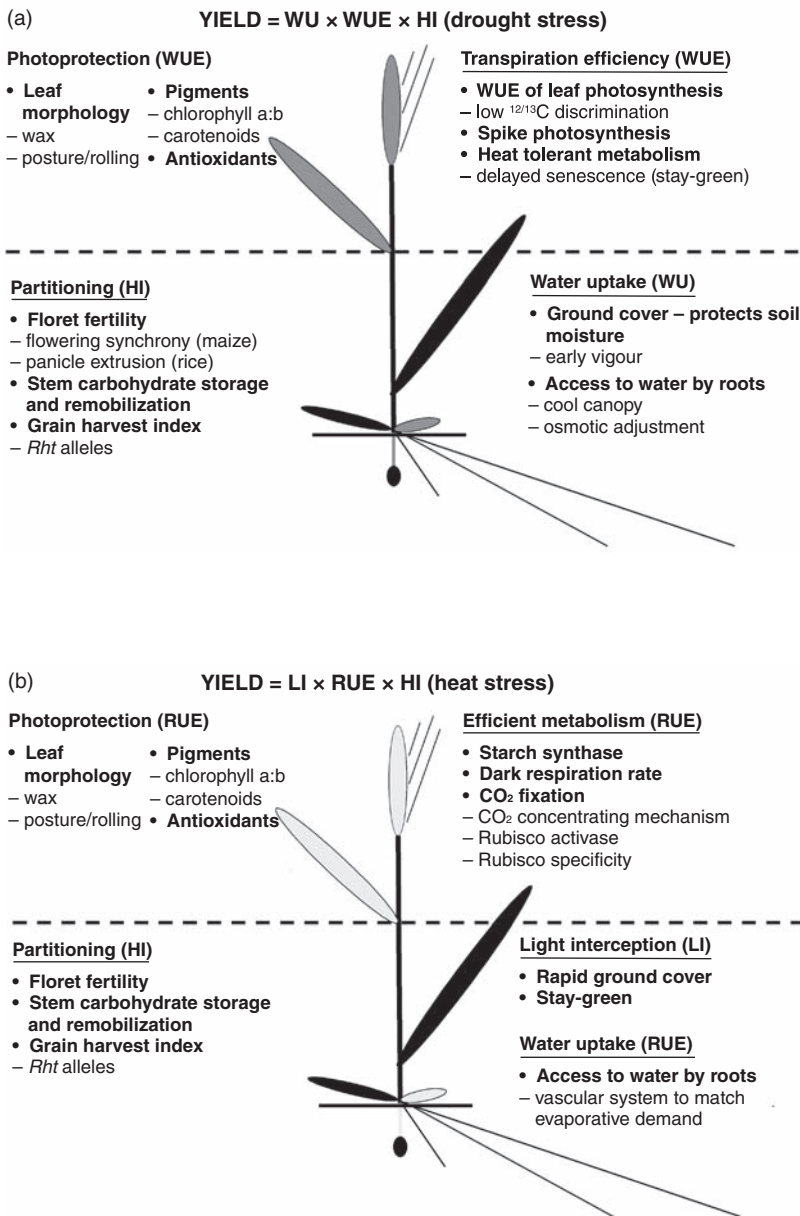 (a)
YIELD = WU × WUE × HI (drought stress)
Photoprotection (WUE)
• Leaf
morphology
– wax
– posture/rolling
• Pigments
– chlorophyll a:b
– carotenoids
• Antioxidants
Transpiration efficiency (WUE)
• WUE of leaf photosynthesis
– low 12/13C discrimination
• Spike photosynthesis
• Heat tolerant metabolism
– delayed senescence (stay-green)
Partitioning (HI)
• Floret fertility
– flowering synchrony (maize)
– panicle extrusion (rice)
• Stem carbohydrate storage
and remobilization
• Grain harvest index
– Rht alleles
Water uptake (WU)
• Ground cover – protects soil
moisture
– early vigour
• Access to water by roots
– cool canopy
– osmotic adjustment
(b)
YIELD = LI × RUE × HI (heat stress)
Photoprotection (RUE)
• Leaf
morphology
– wax
– posture/rolling
• Pigments
– chlorophyll a:b
– carotenoids
• Antioxidants
Efficient metabolism (RUE)
• Starch synthase
• Dark respiration rate
• CO₂ fixation
– CO₂ concentrating mechanism
– Rubisco activase
– Rubisco specificity
Partitioning (HI)
• Floret fertility
• Stem carbohydrate storage
and remobilization
• Grain harvest index
– Rht alleles
Light interception (LI)
• Rapid ground cover
• Stay-green
Water uptake (RUE)
• Access to water by roots
– vascular system to match
evaporative demand